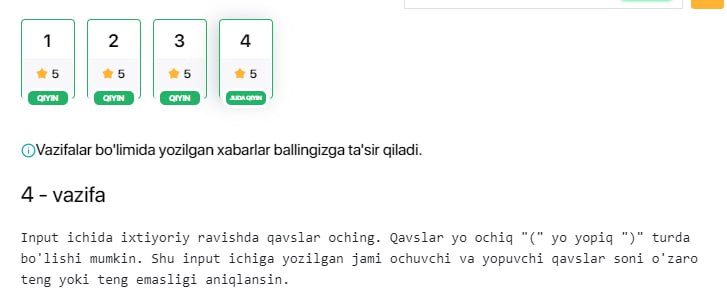 1 2 3 4
5 5 5 5
QIYIN QIYIN QIYIN JUDA QIYIN
Vazifalar bo'limida yozilgan xabarlar ballingizga ta'sir qiladi.
4 - vazifa
Input ichida ixtiyoriy ravishda qavslar oching. Qavslar yo ochiq "(" yo yopiq ")" turda
bo'lishi mumkin. Shu input ichiga yozilgan jami ochuvchi va yopuvchi qavslar soni o'zaro
teng yoki teng emasligi aniqlansin.